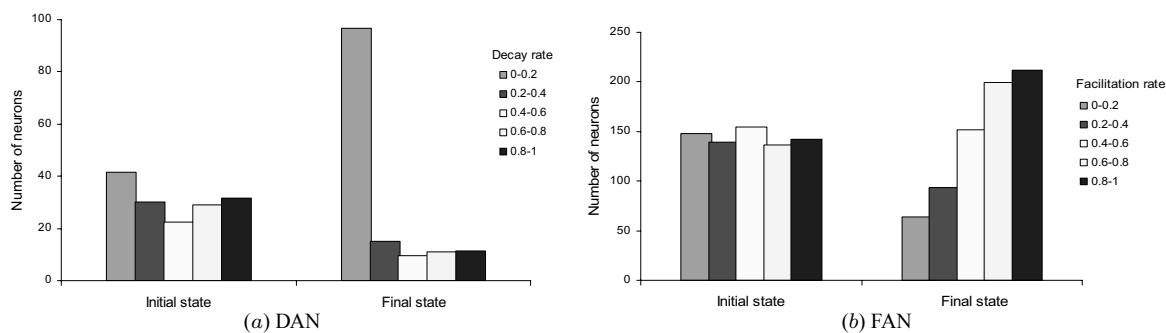 100
80
60
40
20
0
Number of neurons
Decay rate
0-0.2
0.2-0.4
0.4-0.6
0.6-0.8
0.8-1
Initial state
Final state
(a) DAN
250
200
150
100
50
0
Number of neurons
Facilitation rate
0-0.2
0.2-0.4
0.4-0.6
0.6-0.8
0.8-1
Initial state
Final state
(b) FAN